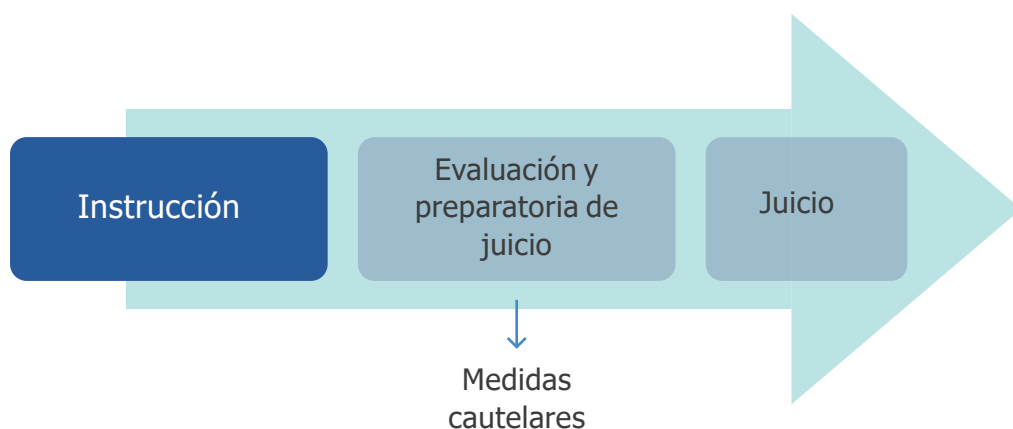 Instrucción
Evaluación y
preparatoria de
juicio
Juicio
Medidas
cautelares